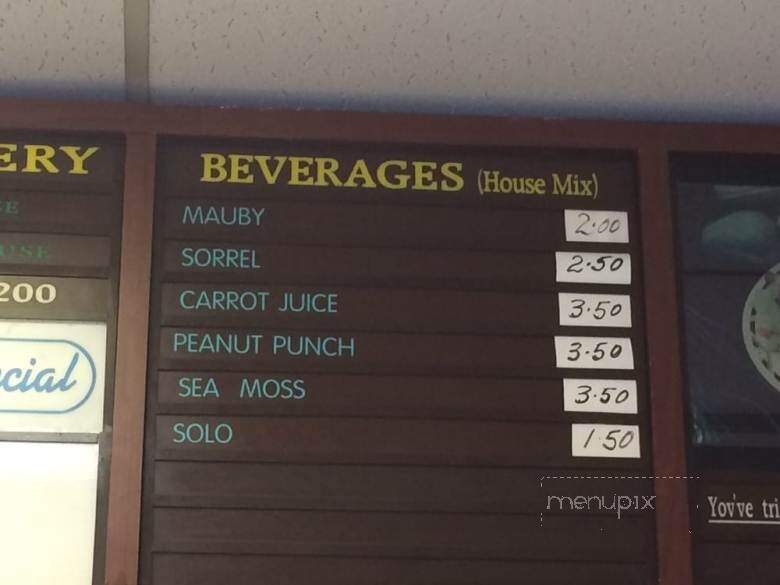 ERY
BEVERAGES (House Mix)
MAUBY 2.00
SORREL 2.50
USE
CARROT JUICE 3.50
200
PEANUT PUNCH 3.50
cial
SEA MOSS 3.50
SOLO 1.50
menupix
You've tri